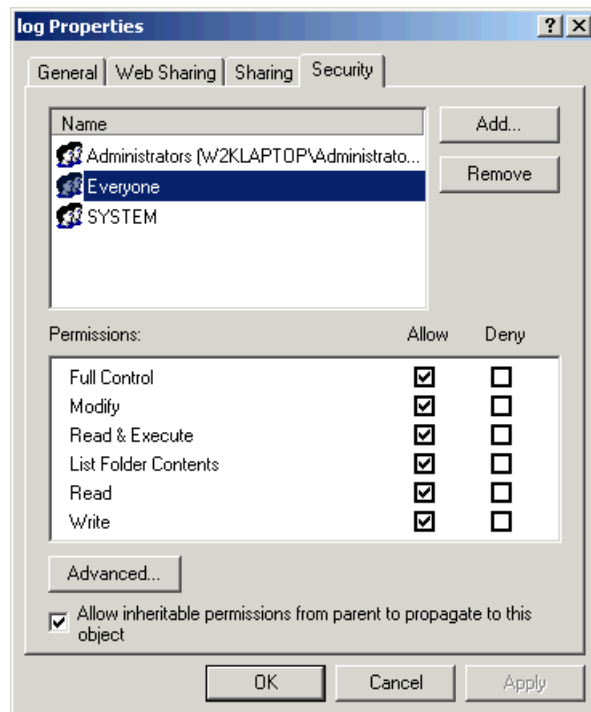 log Properties
General Web Sharing Sharing Security
Name
Add...
Administrators (W2KLAPTOP\Administrato...
Everyone
Remove
SYSTEM
Permissions: Allow Deny
Full Control
Modify
Read & Execute
List Folder Contents
Read
Write
Advanced...
Allow inheritable permissions from parent to propagate to this
object
OK Cancel Apply